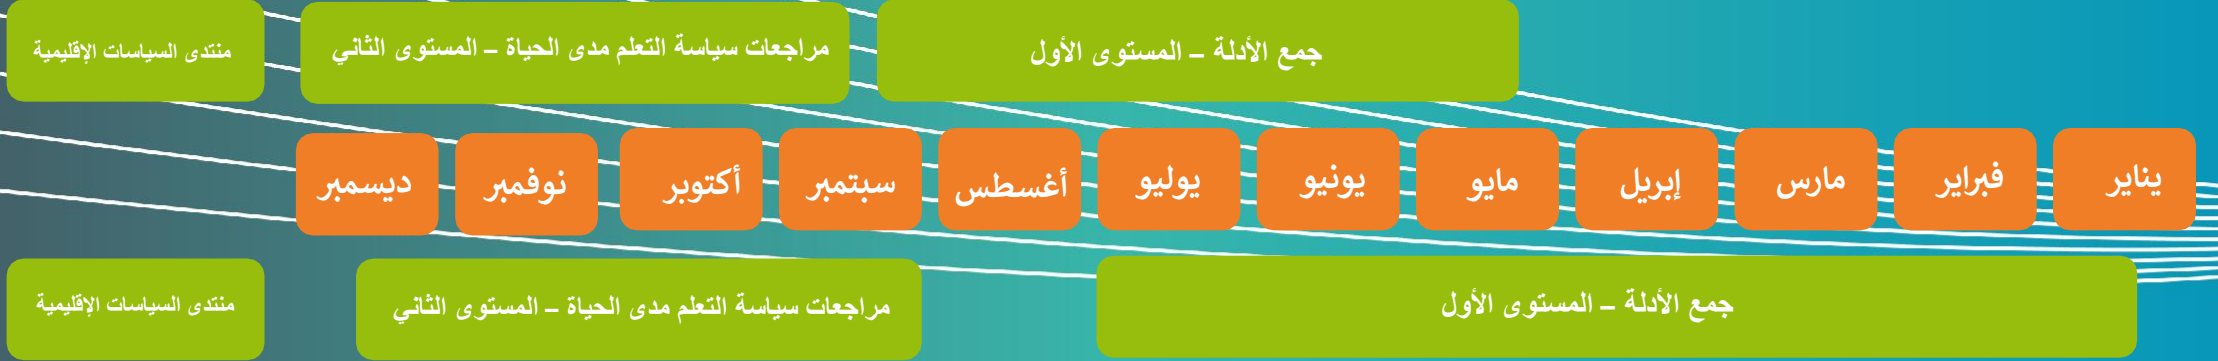 جمع الأدلة – المستوى الأول
مراجعات سياسة التعلم مدى الحياة – المستوى الثاني
منتدى السياسات الإقليمية
يناير
فبراير
مارس
إبريل
مايو
يونيو
يوليو
أغسطس
سبتمبر
أكتوبر
نوفمبر
ديسمبر
جمع الأدلة – المستوى الأول
مراجعات سياسة التعلم مدى الحياة – المستوى الثاني
منتدى السياسات الإقليمية